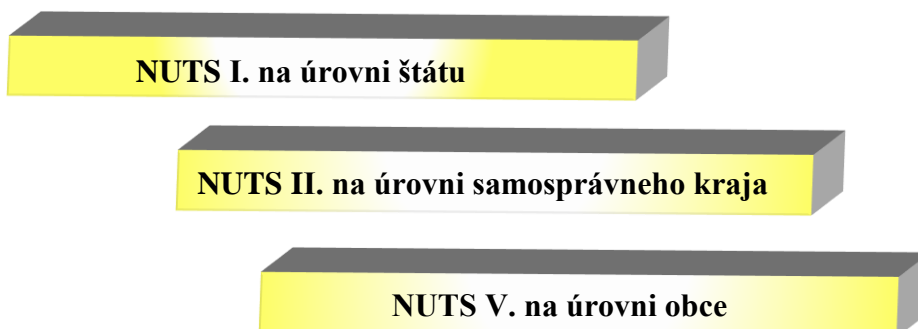 NUTS I. na úrovni štátu
NUTS II. na úrovni samosprávneho kraja
NUTS V. na úrovni obce